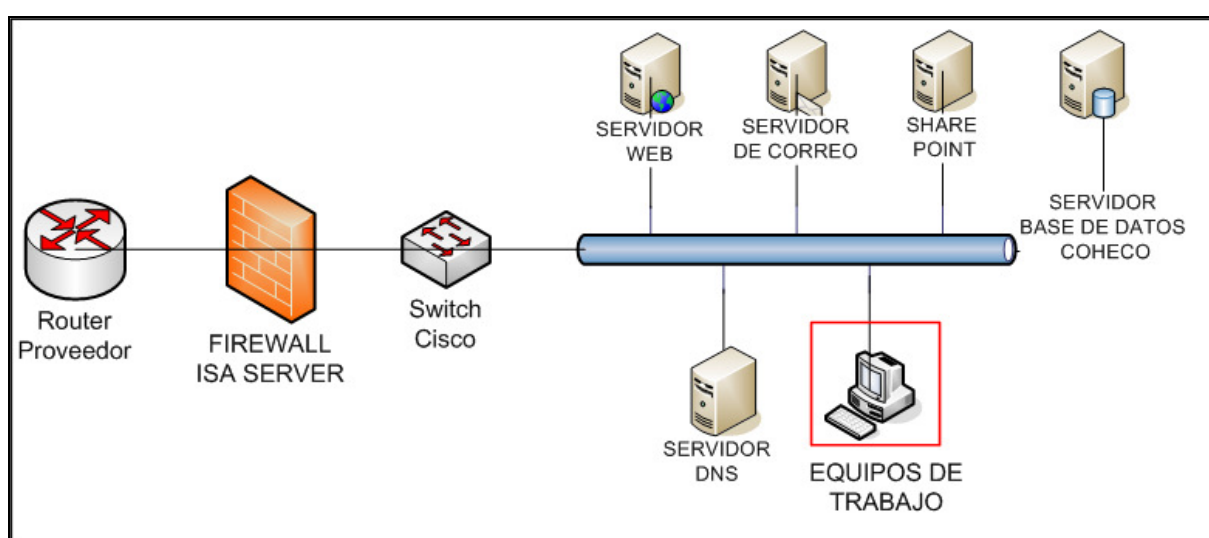 SERVIDOR
WEB
SERVIDOR
DE CORREO
SHARE
POINT
SERVIDOR
BASE DE DATOS
COHECO
Router
Proveedor
FIREWALL
ISA SERVER
Switch
Cisco
SERVIDOR
DNS
EQUIPOS DE
TRABAJO